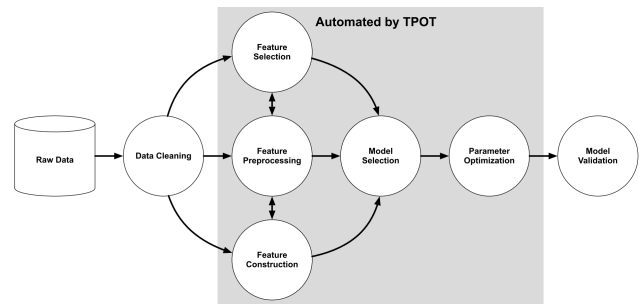 Automated by TPOT
Feature
Selection
Raw Data
Data Cleaning
Feature
Preprocessing
Model
Selection
Parameter
Optimization
Model
Validation
Feature
Construction